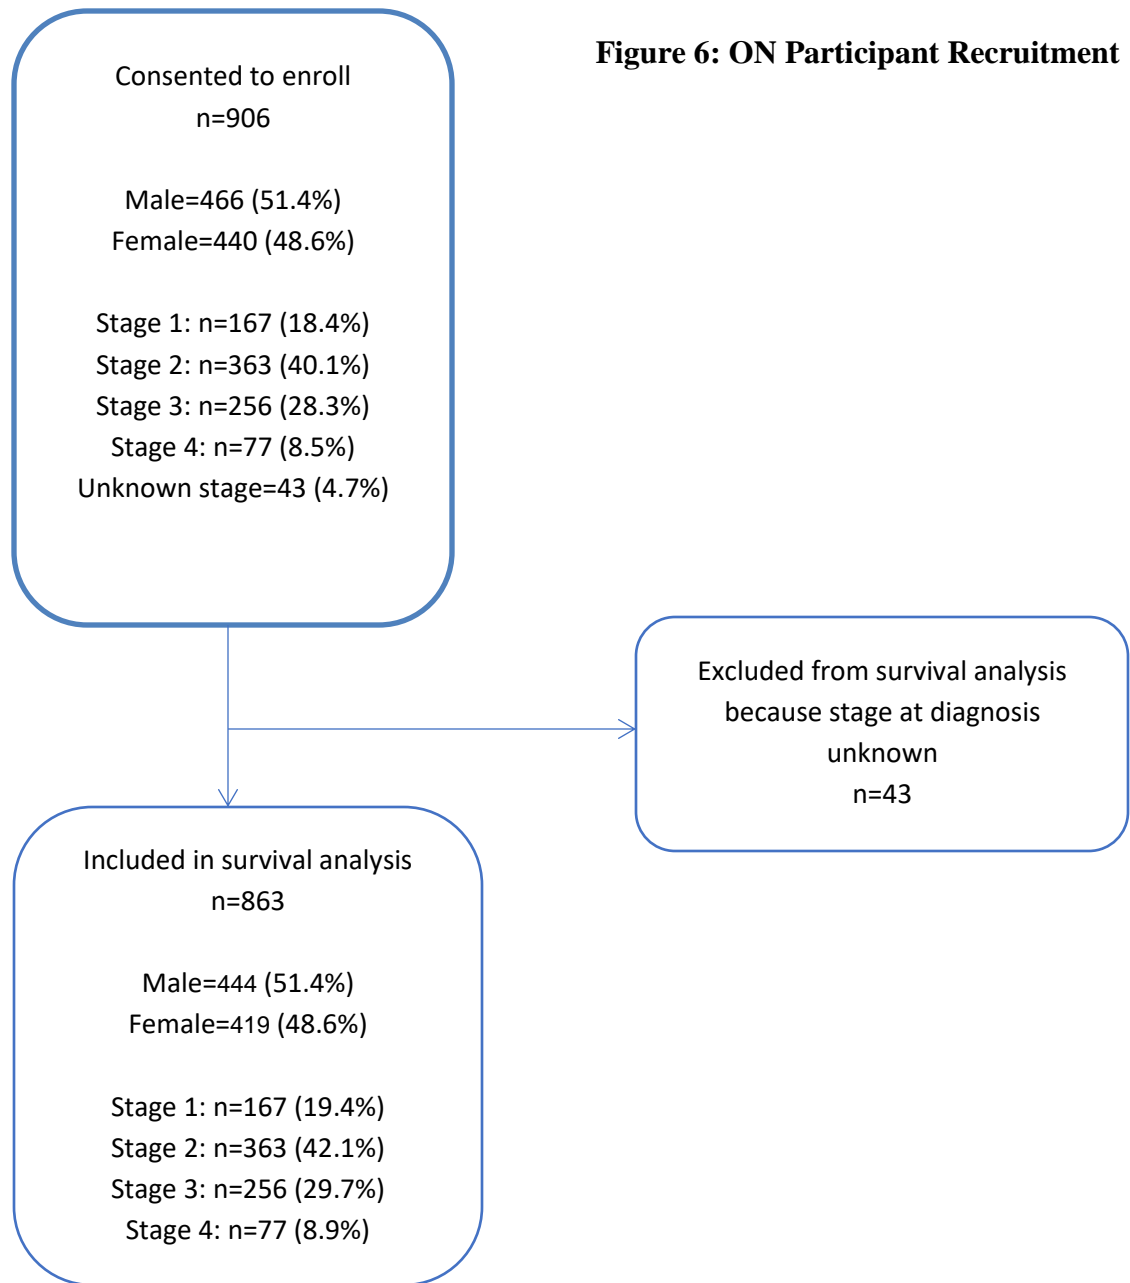 Figure 6: ON Participant Recruitment
Consented to enroll
n=906
Male=466 (51.4%)
Female=440 (48.6%)
Stage 1: n=167 (18.4%)
Stage 2: n=363 (40.1%)
Stage 3: n=256 (28.3%)
Stage 4: n=77 (8.5%)
Unknown stage=43 (4.7%)
Excluded from survival analysis
because stage at diagnosis
unknown
n=43
Included in survival analysis
n=863
Male=444 (51.4%)
Female=419 (48.6%)
Stage 1: n=167 (19.4%)
Stage 2: n=363 (42.1%)
Stage 3: n=256 (29.7%)
Stage 4: n=77 (8.9%)